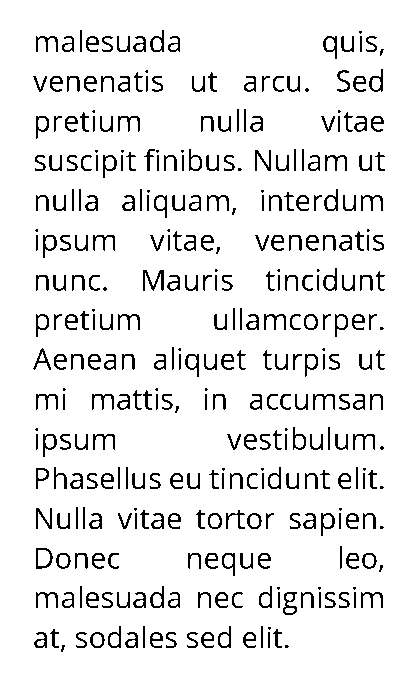 malesuada quis,
venenatis ut arcu. Sed
pretium nulla vitae
suscipit finibus. Nullam ut
nulla aliquam, interdum
ipsum vitae, venenatis
nunc. Mauris tincidunt
pretium ullamcorper.
Aenean aliquet turpis ut
mi mattis, in accumsan
ipsum vestibulum.
Phasellus eu tincidunt elit.
Nulla vitae tortor sapien.
Donec neque leo,
malesuada nec dignissim
at, sodales sed elit.